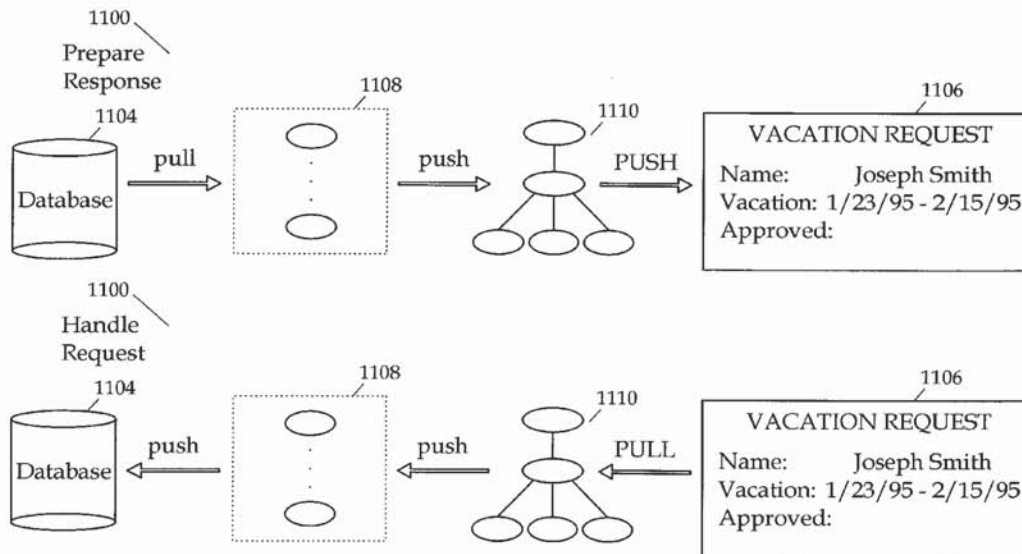 1100
Prepare
Response
1104
Database
pull
1108
push
1110
PUSH
1106
VACATION REQUEST
Name: Joseph Smith
Vacation: 1/23/95 - 2/15/95
Approved:
1100
Handle
Request
1104
Database
push
1108
push
1110
PULL
1106
VACATION REQUEST
Name: Joseph Smith
Vacation: 1/23/95 - 2/15/95
Approved: